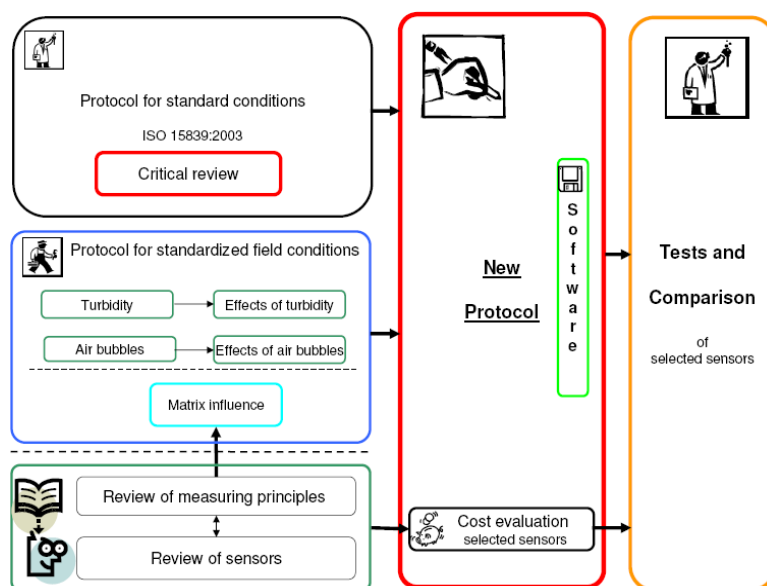 Protocol for standard conditions
ISO 15839:2003
Critical review
Protocol for standardized field conditions
Turbidity
Effects of turbidity
Air bubbles
Effects of air bubbles
Matrix influence
Review of measuring principles
Review of sensors
New
Protocol
Software
Cost evaluation
selected sensors
Tests and
Comparison
of
selected sensors